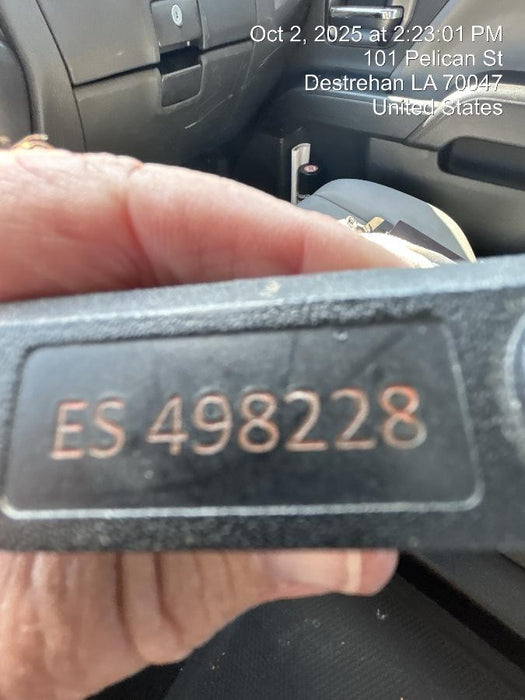 Oct 2, 2025 at 2:23:01 PM
101 Pelican St
Destrehan LA 70047
United States
ES 498228